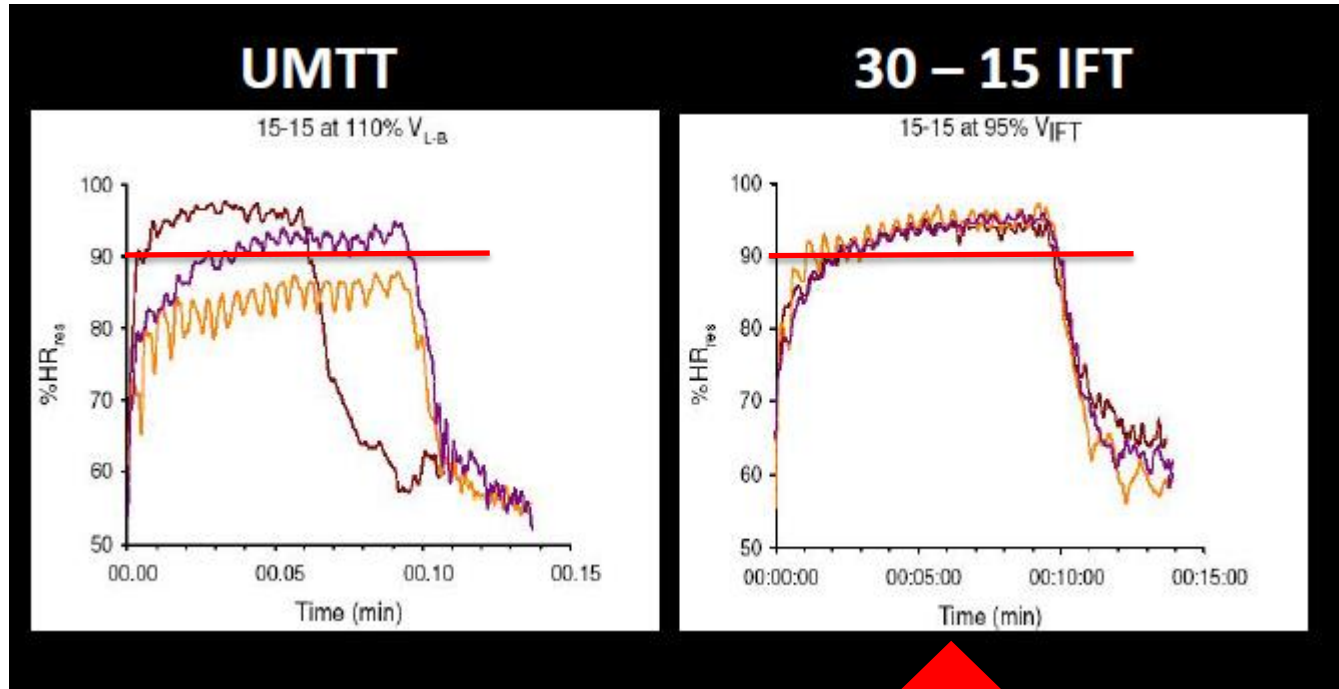 UMTT
15-15 at 110% V L-B
100
90
80
70
60
50
%HRres
00.00 00.05 00.10 00.15
Time (min)
30 – 15 IFT
15-15 at 95% VIFT
100
90
80
70
60
50
%HRres
00:00:00 00:05:00 00:10:00 00:15:00
Time (min)